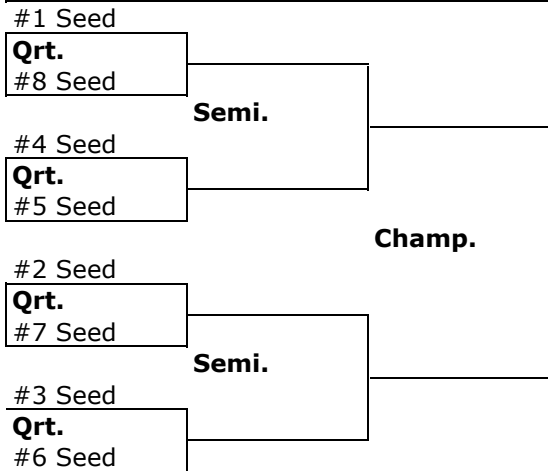 #1 Seed
Qrt.
#8 Seed
Semi.
#4 Seed
Qrt.
#5 Seed
Champ.
#2 Seed
Qrt.
#7 Seed
Semi.
#3 Seed
Qrt.
#6 Seed